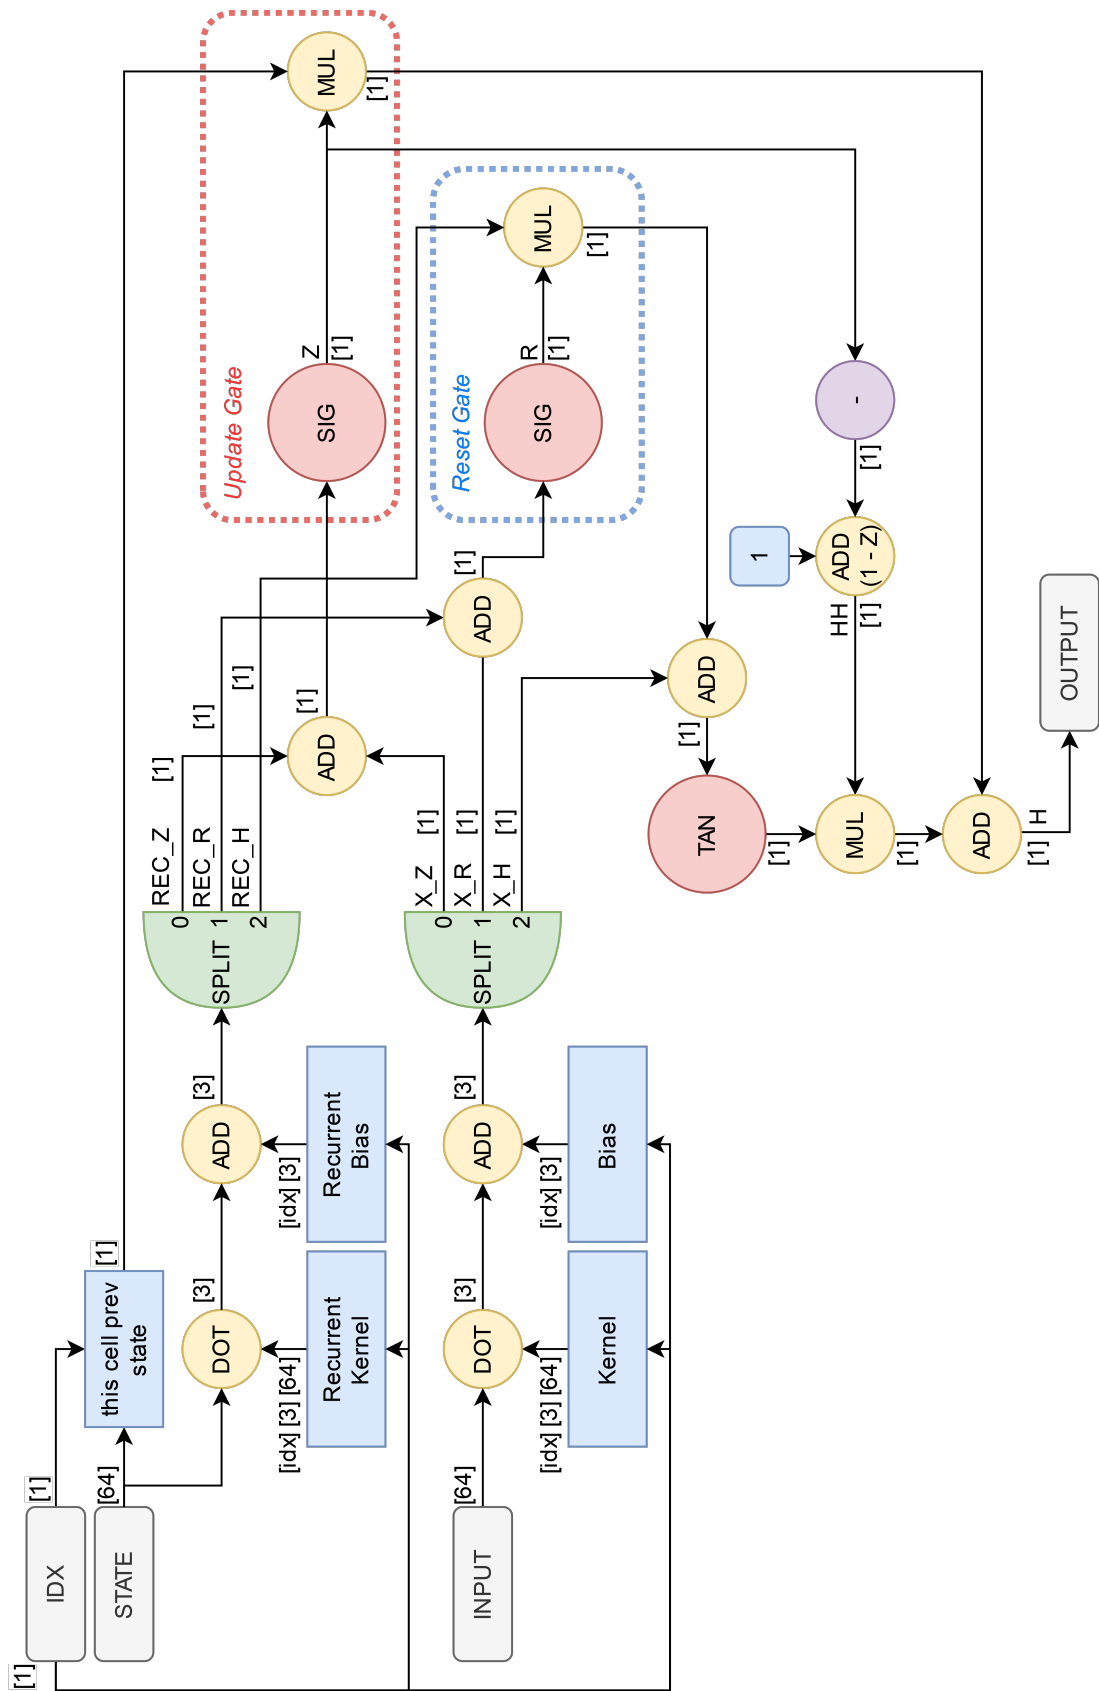 [1]
IDX
[1]
STATE
[64]
this cell prev
state
[1]
DOT
[3]
ADD
[3]
[idx] [3] [64]
Recurrent
Kernel
[idx] [3]
Recurrent
Bias
SPLIT
0
1
2
REC_Z
REC_R
REC_H
[1]
[1]
[1]
INPUT
[64]
DOT
[3]
ADD
[3]
[idx] [3] [64]
Kernel
[idx] [3]
Bias
SPLIT
0
1
2
X_Z
X_R
X_H
[1]
[1]
[1]
ADD
[1]
ADD
[1]
Update Gate
SIG
Z
[1]
MUL
[1]
Reset Gate
SIG
R
[1]
MUL
[1]
ADD
[1]
TAN
[1]
-
[1]
1
ADD
(1 - Z)
HH
[1]
MUL
[1]
ADD
[1]
H
OUTPUT